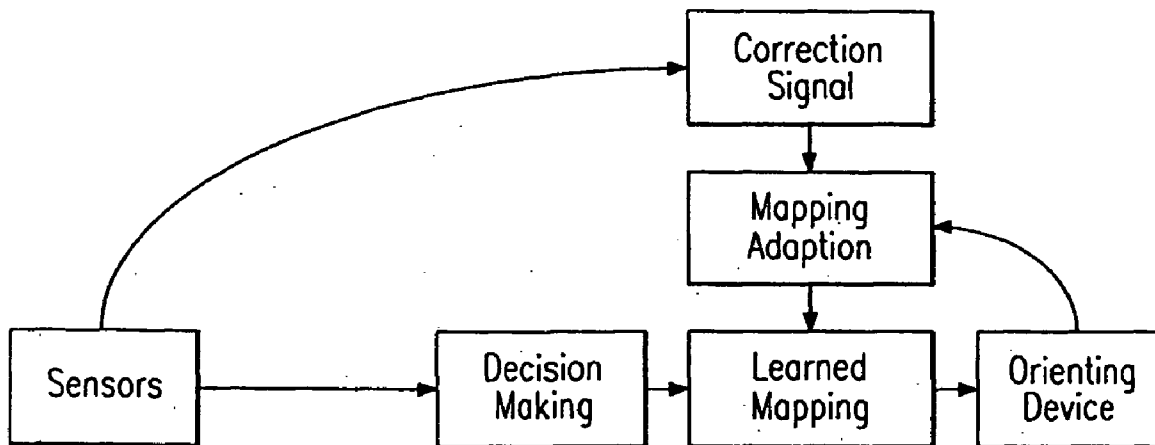 Correction
Signal
Mapping
Adaption
Sensors
Decision
Making
Learned
Mapping
Orienting
Device